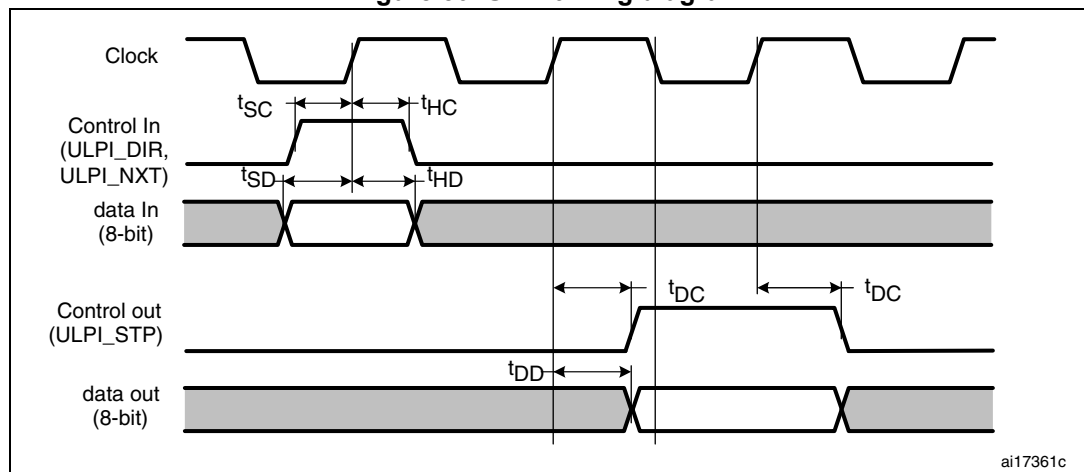 Clock
tSC
tHC
Control In
(ULPI_DIR,
ULPI_NXT)
tSD
tHD
data In
(8-bit)
Control out
(ULPI_STP)
tDC
tDC
tDD
data out
(8-bit)
ai17361c